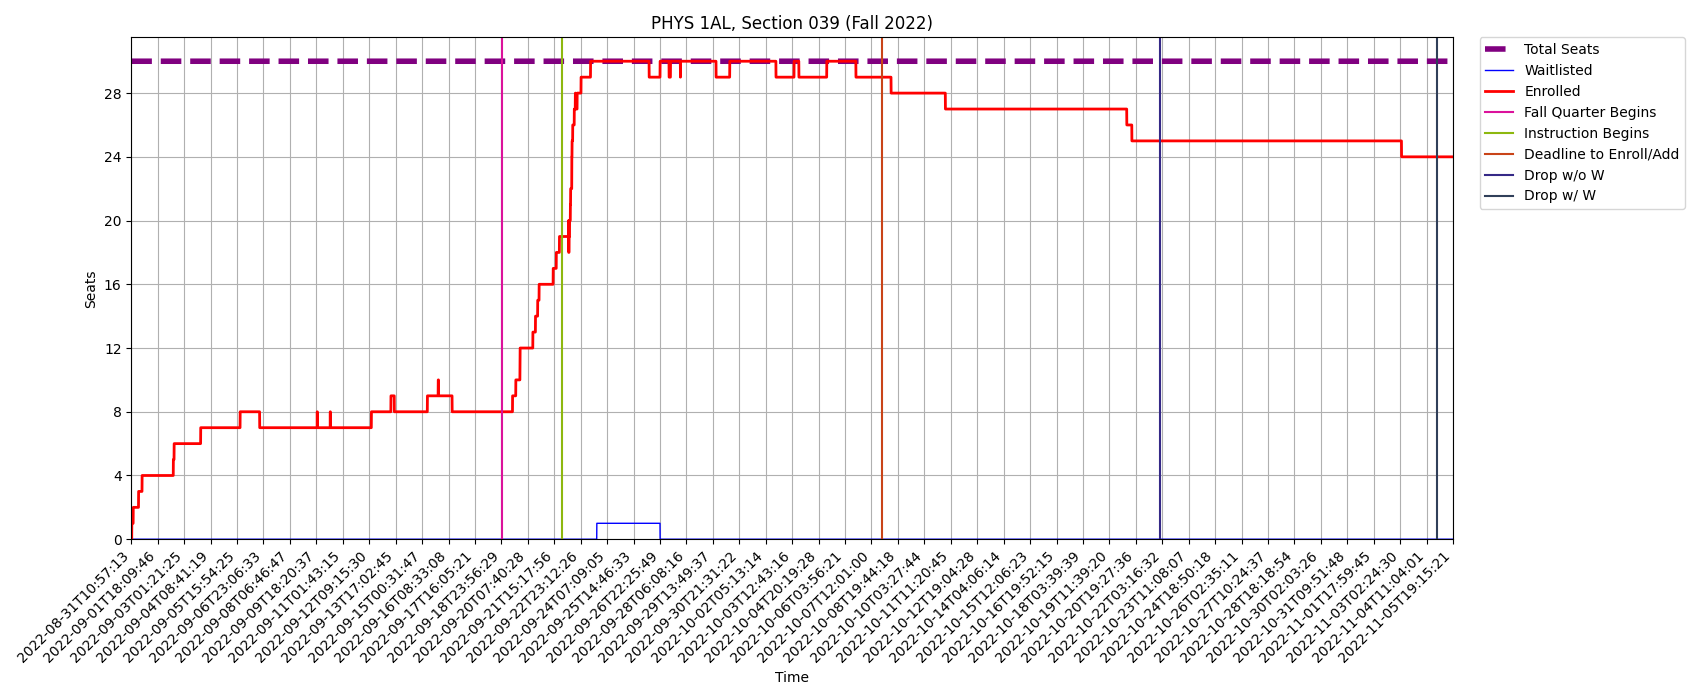 PHYS 1AL, Section 039 (Fall 2022)
Total Seats
Waitlisted
Enrolled
Fall Quarter Begins
Instruction Begins
Deadline to Enroll/Add
Drop w/o W
Drop w/ W
Seats
28
24
20
16
12
8
4
0
2022-08-31T10:57:13
2022-09-01T18:09:46
2022-09-03T01:21:25
2022-09-04T08:41:19
2022-09-05T15:54:25
2022-09-06T23:06:33
2022-09-08T06:46:47
2022-09-09T18:20:37
2022-09-11T01:43:15
2022-09-12T09:15:30
2022-09-13T17:02:45
2022-09-15T00:31:47
2022-09-16T08:33:08
2022-09-17T16:05:21
2022-09-18T23:56:29
2022-09-20T07:40:28
2022-09-21T15:17:56
2022-09-22T23:12:26
2022-09-24T07:09:05
2022-09-25T14:46:33
2022-09-26T22:25:49
2022-09-28T06:08:16
2022-09-29T13:49:37
2022-09-30T21:31:22
2022-10-02T05:13:14
2022-10-03T12:43:16
2022-10-04T20:19:28
2022-10-06T03:56:21
2022-10-07T12:01:00
2022-10-08T19:44:18
2022-10-10T03:27:44
2022-10-11T11:20:45
2022-10-12T19:04:28
2022-10-14T04:06:14
2022-10-15T12:06:23
2022-10-16T19:52:15
2022-10-18T03:39:39
2022-10-19T11:39:20
2022-10-20T19:27:36
2022-10-22T03:16:32
2022-10-23T11:08:07
2022-10-24T18:50:18
2022-10-26T02:35:11
2022-10-27T10:24:37
2022-10-28T18:18:54
2022-10-30T02:03:26
2022-10-31T09:51:48
2022-11-01T17:59:45
2022-11-03T02:24:30
2022-11-04T11:04:01
2022-11-05T19:15:21
Time